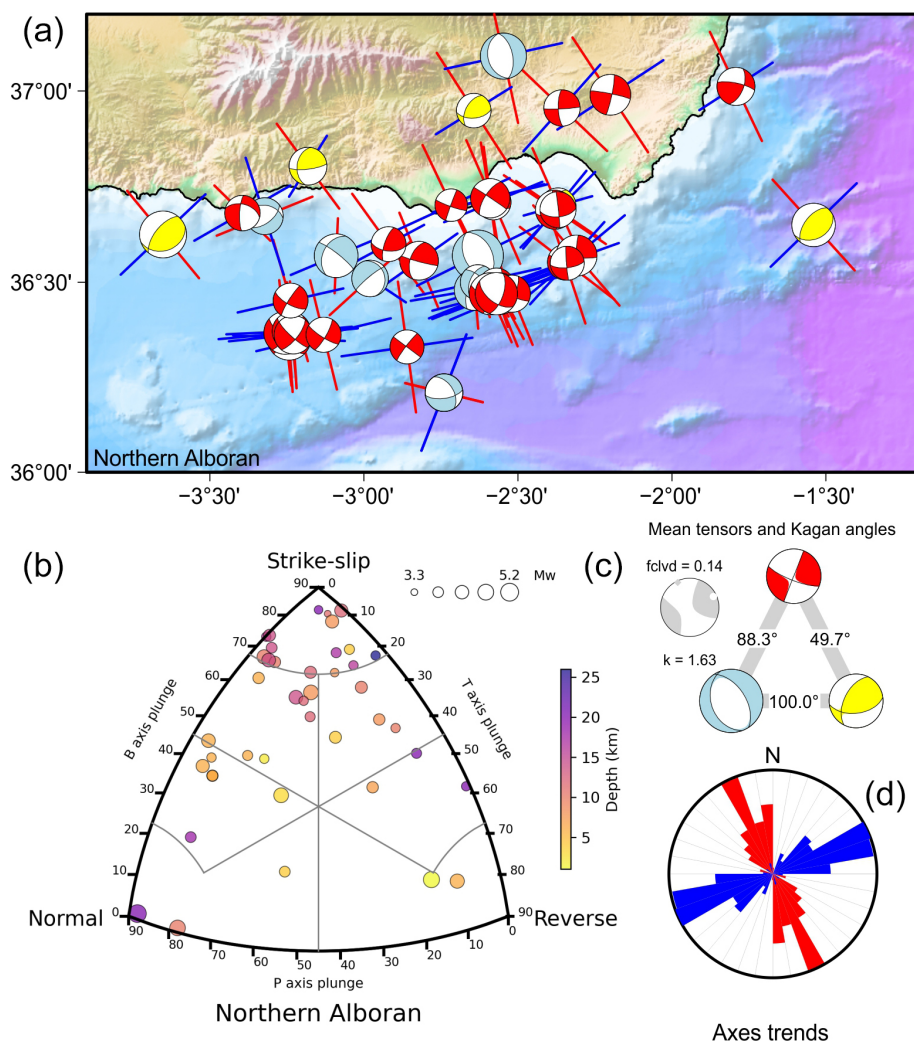 (a)
37°00'
36°30'
36°00'
Northern Alboran
−3°30' −3°00' −2°30' −2°00' −1°30'
Mean tensors and Kagan angles
(b)
Strike-slip
3.3 5.2 Mw
(c)
fclvd = 0.14
88.3° 49.7°
k = 1.63
100.0°
90 80 70 60 50 40 30 20 10 0
B axis plunge
0 10 20 30 40 50 60 70 80 90
T axis plunge
25
20
15
10
5
Depth (km)
N
(d)
Normal
Reverse
90 80 70 60 50 40 30 20 10 0
P axis plunge
Northern Alboran
Axes trends